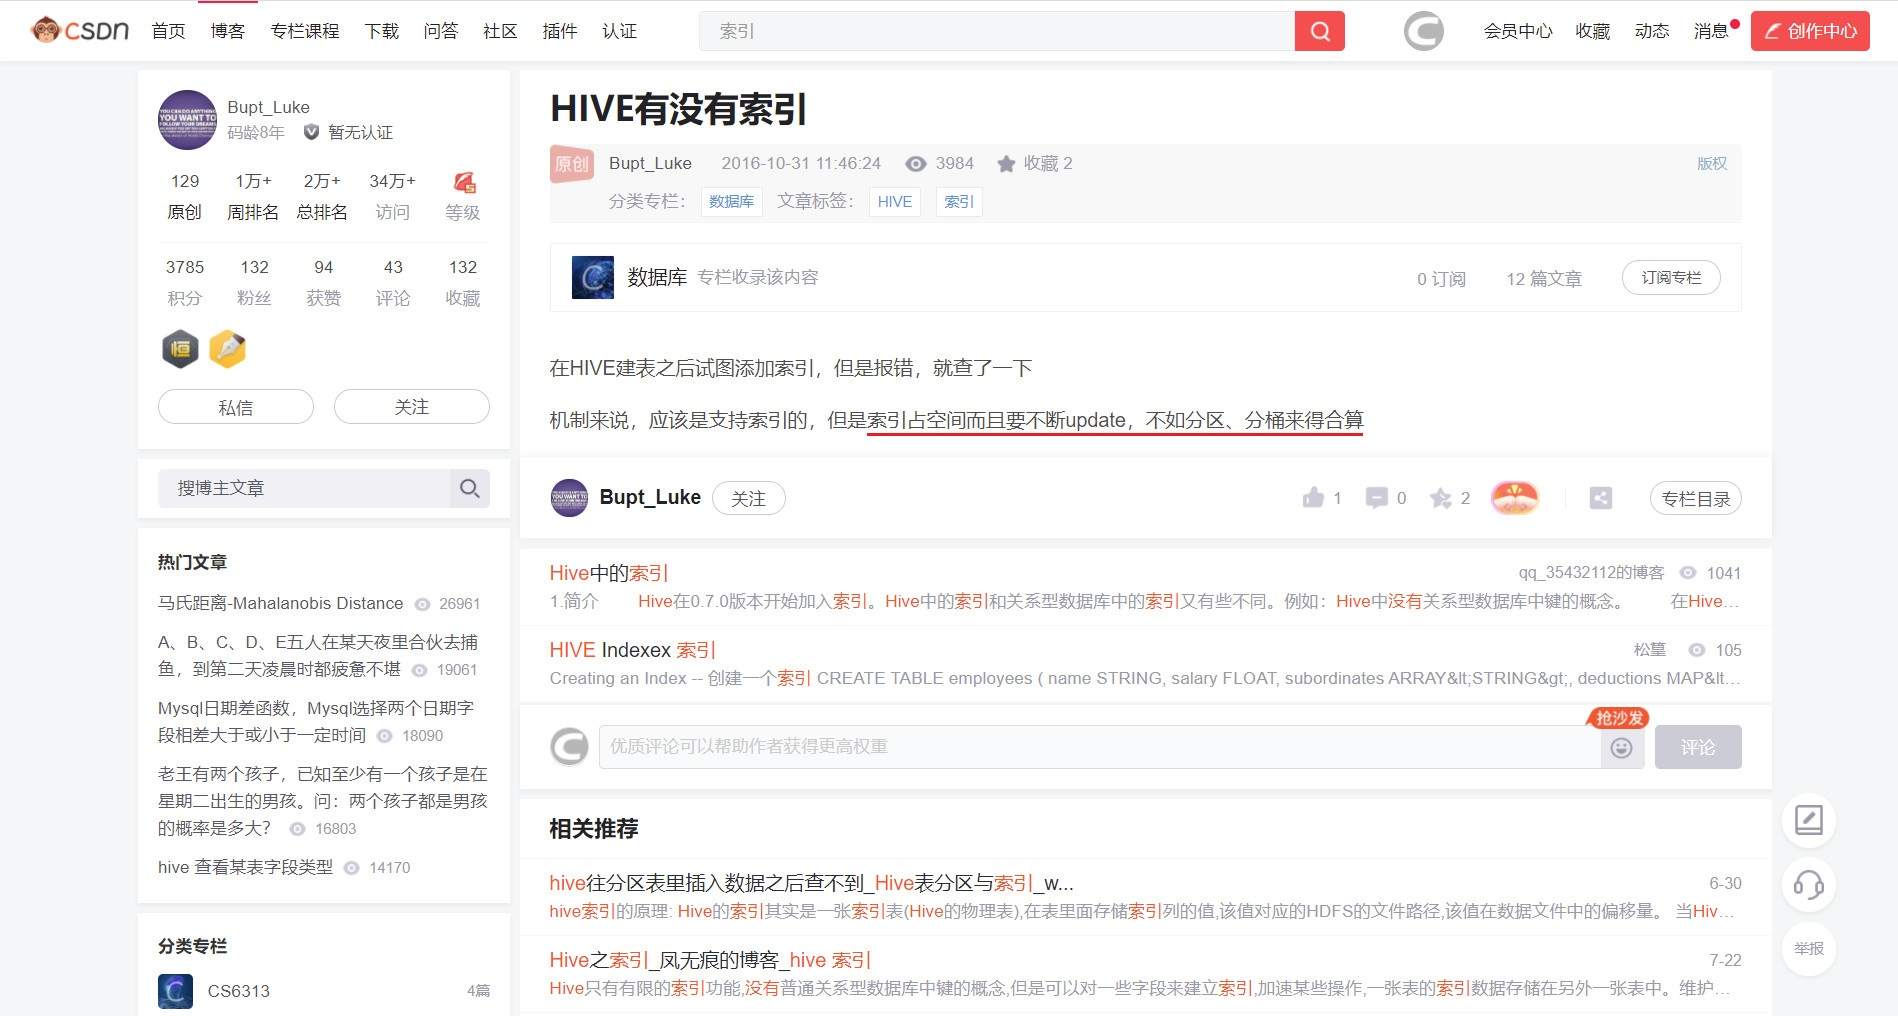 CSDN 首页 博客 专栏课程 下载 问答 社区 插件 认证 索引 会员中心 收藏 动态 消息 创作中心
Bupt_Luke
码龄8年 暂无认证
129 1万+ 2万+ 34万+
原创 周排名 总排名 访问 等级
3785 132 94 43 132
积分 粉丝 获赞 评论 收藏
私信 关注
搜博主文章
热门文章
马氏距离-Mahalanobis Distance 26961
A、B、C、D、E五人在某天夜里合伙去捕
鱼，到第二天凌晨时都疲惫不堪 19061
Mysql日期差函数，Mysql选择两个日期字
段相差大于或小于一定时间 18090
老王有两个孩子，已知至少有一个孩子是在
星期二出生的男孩。问：两个孩子都是男孩
的概率是多大？ 16803
hive 查看某表字段类型 14170
分类专栏
CS6313 4篇
HIVE有没有索引
原创 Bupt_Luke 2016-10-31 11:46:24 3984 收藏 2 版权
分类专栏： 数据库 文章标签： HIVE 索引
数据库 专栏收录该内容 0 订阅 12 篇文章 订阅专栏
在HIVE建表之后试图添加索引，但是报错，就查了一下
机制来说，应该是支持索引的，但是索引占空间而且要不断update，不如分区、分桶来得合算
Bupt_Luke 关注 1 0 2 专栏目录
Hive中的索引 qq_35432112的博客 1041
1.简介 Hive在0.7.0版本开始加入索引。Hive中的索引和关系型数据库中的索引又有些不同。例如：Hive中没有关系型数据库中键的概念。 在Hive...
HIVE Indexex 索引 松篁 105
Creating an Index -- 创建一个索引 CREATE TABLE employees ( name STRING, salary FLOAT, subordinates ARRAY&lt;STRING&gt;, deductions MAP&lt...
抢沙发
优质评论可以帮助作者获得更高权重 评论
相关推荐
hive往分区表里插入数据之后查不到_Hive表分区与索引_w... 6-30
hive索引的原理: Hive的索引其实是一张索引表(Hive的物理表),在表里面存储索引列的值,该值对应的HDFS的文件路径,该值在数据文件中的偏移量。 当Hiv...
Hive之索引_凤无痕的博客_hive 索引 7-22
Hive只有有限的索引功能,没有普通关系型数据库中键的概念,但是可以对一些字段来建立索引,加速某些操作,一张表的索引数据存储在另外一张表中。维护...
举报